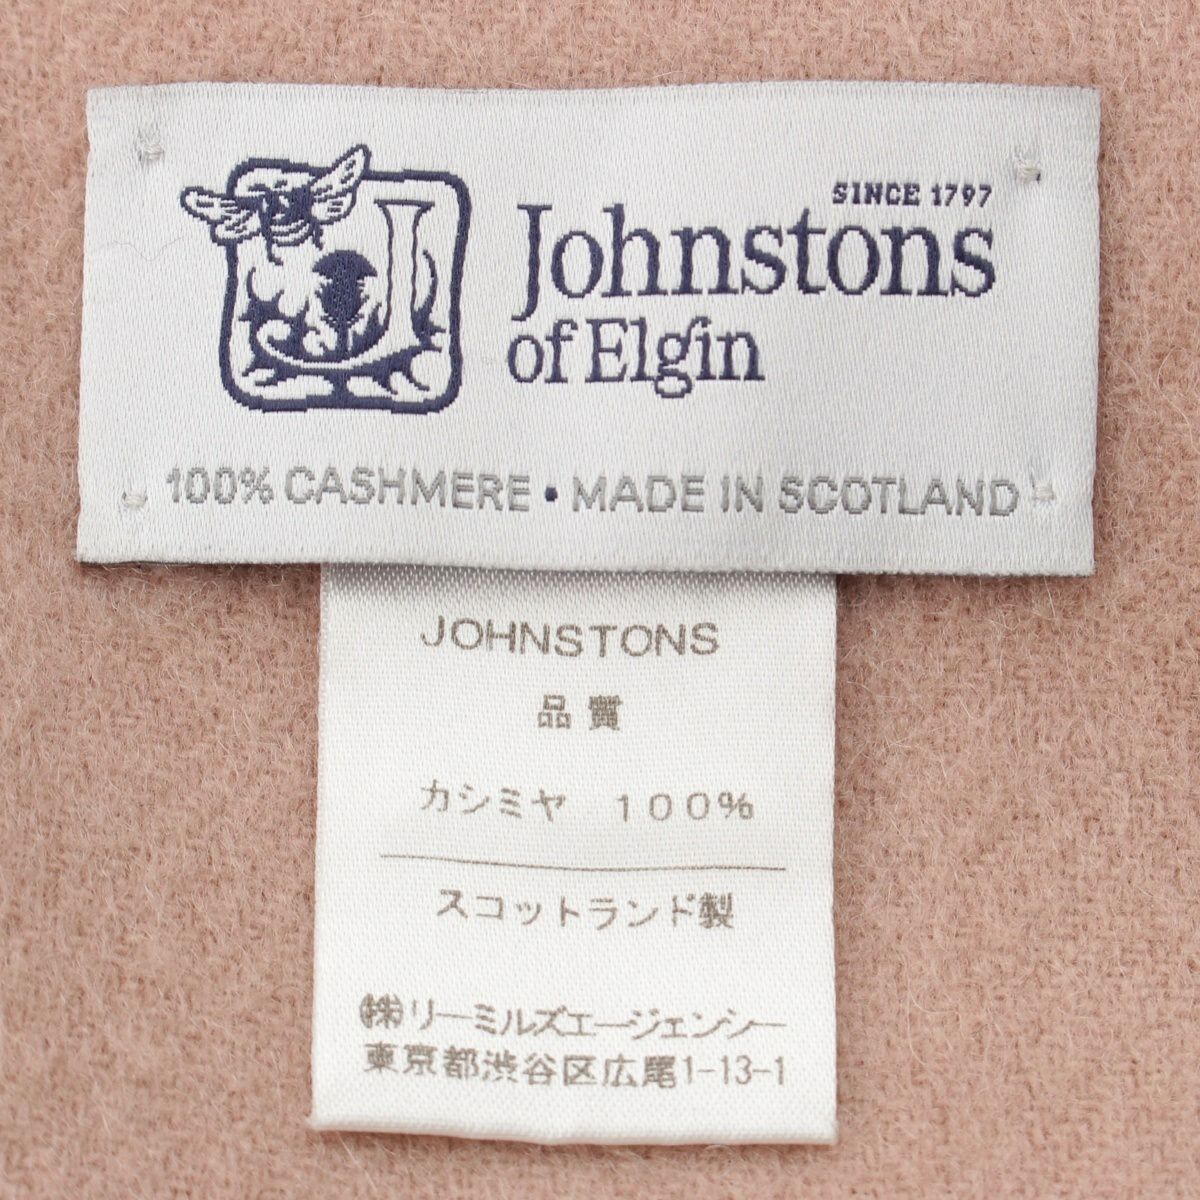 SINCE 1797
Johnstons
of Elgin
100% CASHMERE • MADE IN SCOTLAND
JOHNSTONS
品質
カシミヤ 100%
スコットランド製
㈱リーミルズエージェンシー
東京都渋谷区広尾1-13-1